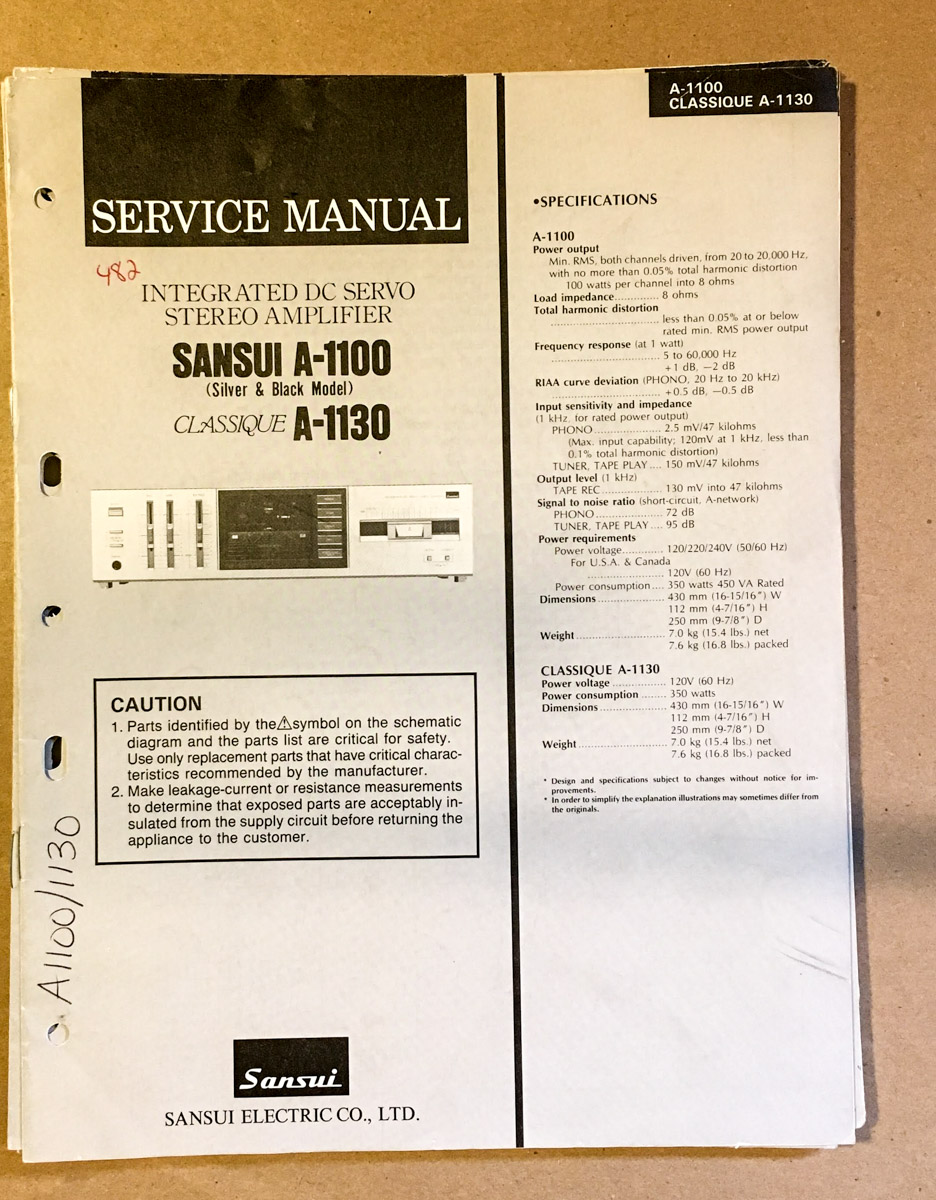 SERVICE MANUAL
482
INTEGRATED DC SERVO
STEREO AMPLIFIER
SANSUI A-1100
(Silver & Black Model)
CLASSIQUE A-1130
CAUTION
1. Parts identified by the ⚠ symbol on the schematic
diagram and the parts list are critical for safety.
Use only replacement parts that have critical charac-
teristics recommended by the manufacturer.
2. Make leakage-current or resistance measurements
to determine that exposed parts are acceptably in-
sulated from the supply circuit before returning the
appliance to the customer.
A1100/1130
Sansui
SANSUI ELECTRIC CO., LTD.
A-1100
CLASSIQUE A-1130
•SPECIFICATIONS
A-1100
Power output
Min. RMS, both channels driven, from 20 to 20,000 Hz,
with no more than 0.05% total harmonic distortion
100 watts per channel into 8 ohms
Load impedance.............. 8 ohms
Total harmonic distortion
.............................. less than 0.05% at or below
rated min. RMS power output
Frequency response (at 1 watt)
.............................. 5 to 60,000 Hz
+1 dB, −2 dB
RIAA curve deviation (PHONO, 20 Hz to 20 kHz)
.............................. +0.5 dB, −0.5 dB
Input sensitivity and impedance
(1 kHz, for rated power output)
PHONO.................. 2.5 mV/47 kilohms
(Max. input capability; 120mV at 1 kHz, less than
0.1% total harmonic distortion)
TUNER, TAPE PLAY.... 150 mV/47 kilohms
Output level (1 kHz)
TAPE REC................ 130 mV into 47 kilohms
Signal to noise ratio (short-circuit, A-network)
PHONO.................. 72 dB
TUNER, TAPE PLAY.... 95 dB
Power requirements
Power voltage........... 120/220/240V (50/60 Hz)
For U.S.A. & Canada
.................... 120V (60 Hz)
Power consumption.... 350 watts 450 VA Rated
Dimensions.................. 430 mm (16-15/16″) W
112 mm (4-7/16″) H
250 mm (9-7/8″) D
Weight....................... 7.0 kg (15.4 lbs.) net
7.6 kg (16.8 lbs.) packed
CLASSIQUE A-1130
Power voltage.............. 120V (60 Hz)
Power consumption........ 350 watts
Dimensions.................. 430 mm (16-15/16″) W
112 mm (4-7/16″) H
250 mm (9-7/8″) D
Weight....................... 7.0 kg (15.4 lbs.) net
7.6 kg (16.8 lbs.) packed
* Design and specifications subject to changes without notice for im-
provements.
* In order to simplify the explanation illustrations may sometimes differ from
the originals.